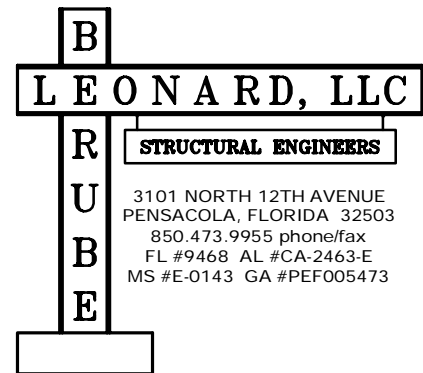 BERUBE
LEONARD, LLC
STRUCTURAL ENGINEERS
3101 NORTH 12TH AVENUE
PENSACOLA, FLORIDA 32503
850.473.9955 phone/fax
FL #9468 AL #CA-2463-E
MS #E-0143 GA #PEF005473